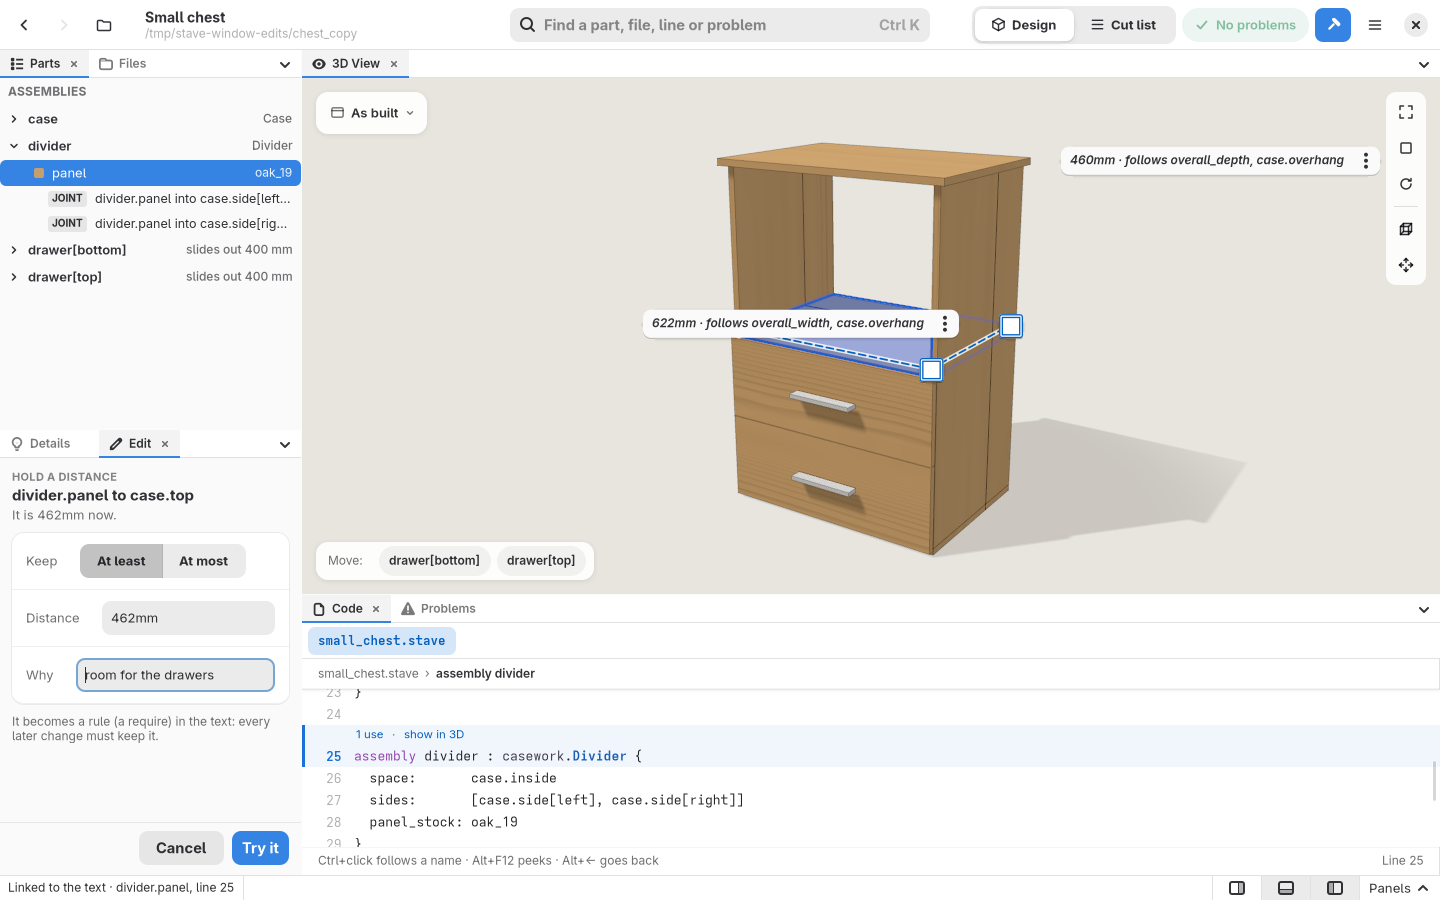 Small chest
/tmp/stave-window-edits/chest_copy
Find a part, file, line or problem
Ctrl K
Design
Cut list
No problems
Parts
Files
3D View
ASSEMBLIES
case
Case
divider
Divider
panel
oak_19
JOINT
divider.panel into case.side[left...
JOINT
divider.panel into case.side[rig...
drawer[bottom]
slides out 400 mm
drawer[top]
slides out 400 mm
As built
460mm · follows overall_depth, case.overhang
622mm · follows overall_width, case.overhang
Move:
drawer[bottom]
drawer[top]
Details
Edit
HOLD A DISTANCE
divider.panel to case.top
It is 462mm now.
Keep
At least
At most
Distance
462mm
Why
room for the drawers
It becomes a rule (a require) in the text: every
later change must keep it.
Cancel
Try it
Code
Problems
small_chest.stave
small_chest.stave › assembly divider
23 }
24
1 use · show in 3D
25 assembly divider : casework.Divider {
26 space: case.inside
27 sides: [case.side[left], case.side[right]]
28 panel_stock: oak_19
29 }
Ctrl+click follows a name · Alt+F12 peeks · Alt+← goes back
Line 25
Linked to the text · divider.panel, line 25
Panels